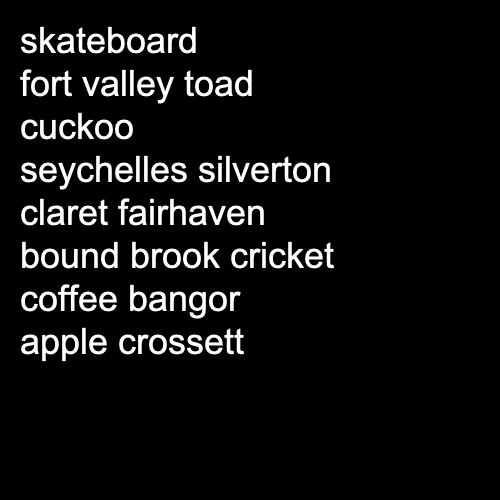 skateboard
fort valley toad
cuckoo
seychelles silverton
claret fairhaven
bound brook cricket
coffee bangor
apple crossett